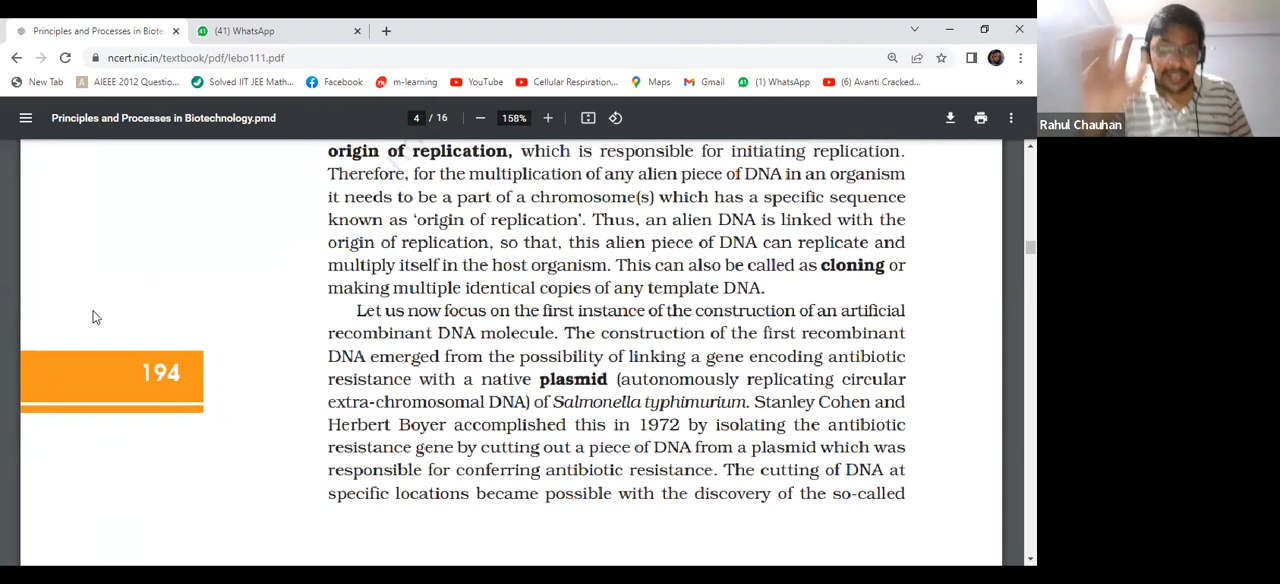 Principles and Processes in Biote
(41) WhatsApp
ncert.nic.in/textbook/pdf/lebo111.pdf
New Tab
AIEEE 2012 Questio...
Solved IIT JEE Math...
Facebook
m-learning
YouTube
Cellular Respiration...
Maps
Gmail
(1) WhatsApp
(6) Avanti Cracked...
»
Principles and Processes in Biotechnology.pmd
4 / 16
158%
Rahul Chauhan
origin of replication, which is responsible for initiating replication.
Therefore, for the multiplication of any alien piece of DNA in an organism
it needs to be a part of a chromosome(s) which has a specific sequence
known as ‘origin of replication’. Thus, an alien DNA is linked with the
origin of replication, so that, this alien piece of DNA can replicate and
multiply itself in the host organism. This can also be called as cloning or
making multiple identical copies of any template DNA.
Let us now focus on the first instance of the construction of an artificial
recombinant DNA molecule. The construction of the first recombinant
DNA emerged from the possibility of linking a gene encoding antibiotic
resistance with a native plasmid (autonomously replicating circular
extra-chromosomal DNA) of Salmonella typhimurium. Stanley Cohen and
Herbert Boyer accomplished this in 1972 by isolating the antibiotic
resistance gene by cutting out a piece of DNA from a plasmid which was
responsible for conferring antibiotic resistance. The cutting of DNA at
specific locations became possible with the discovery of the so-called
194